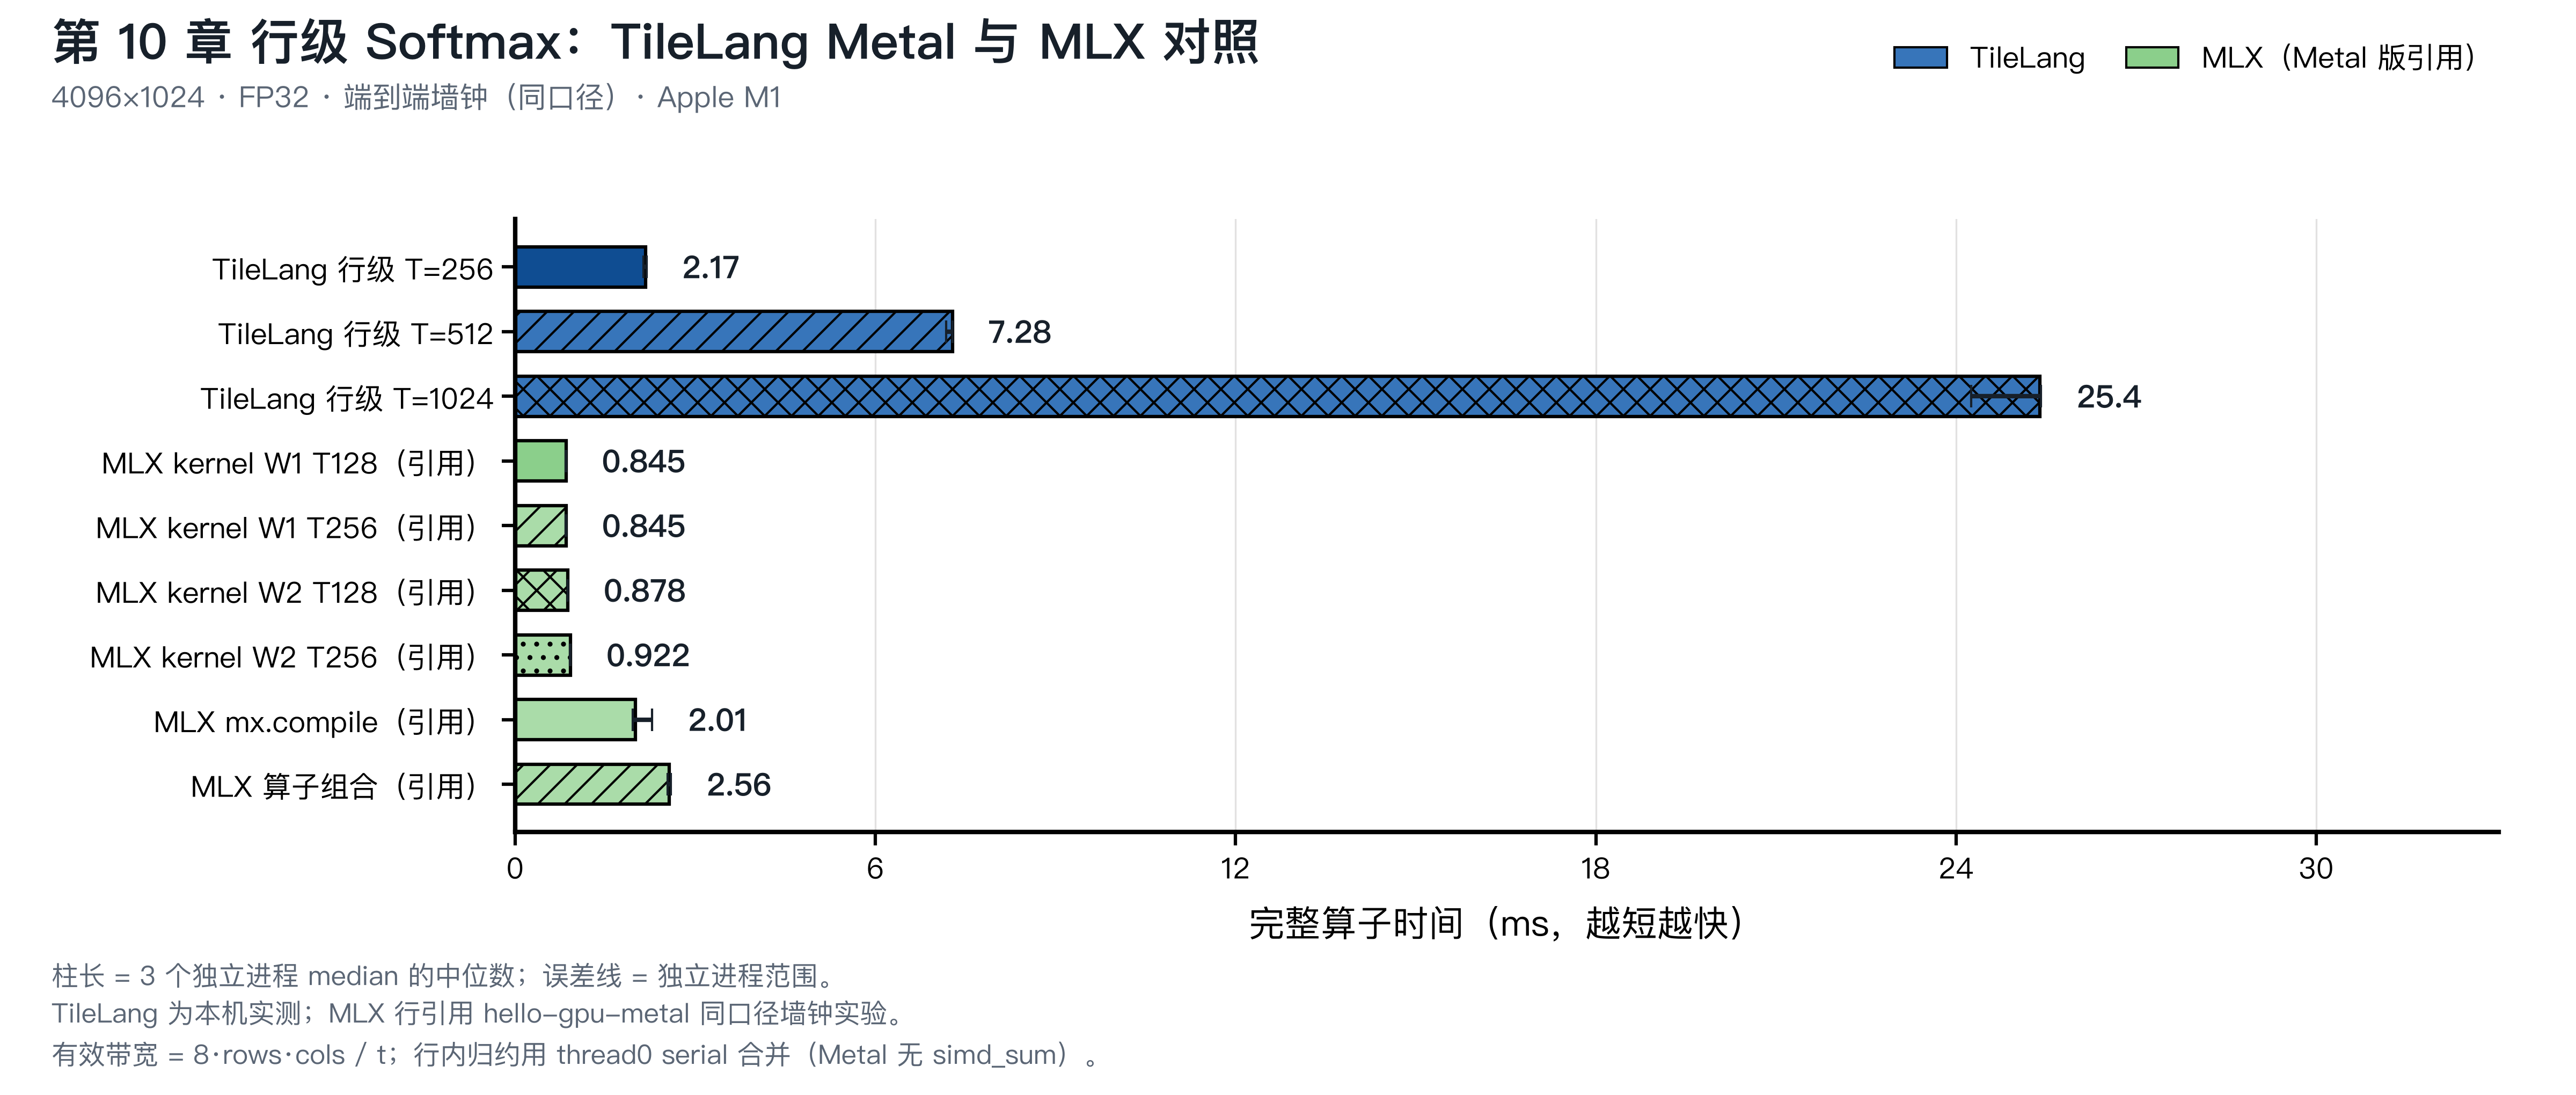 第 10 章 行级 Softmax：TileLang Metal 与 MLX 对照
4096×1024 · FP32 · 端到端墙钟（同口径）· Apple M1
TileLang
MLX（Metal 版引用）
TileLang 行级 T=256
2.17
TileLang 行级 T=512
7.28
TileLang 行级 T=1024
25.4
MLX kernel W1 T128（引用）
0.845
MLX kernel W1 T256（引用）
0.845
MLX kernel W2 T128（引用）
0.878
MLX kernel W2 T256（引用）
0.922
MLX mx.compile（引用）
2.01
MLX 算子组合（引用）
2.56
0
6
12
18
24
30
完整算子时间（ms，越短越快）
柱长 = 3 个独立进程 median 的中位数；误差线 = 独立进程范围。
TileLang 为本机实测；MLX 行引用 hello-gpu-metal 同口径墙钟实验。
有效带宽 = 8·rows·cols / t；行内归约用 thread0 serial 合并（Metal 无 simd_sum）。